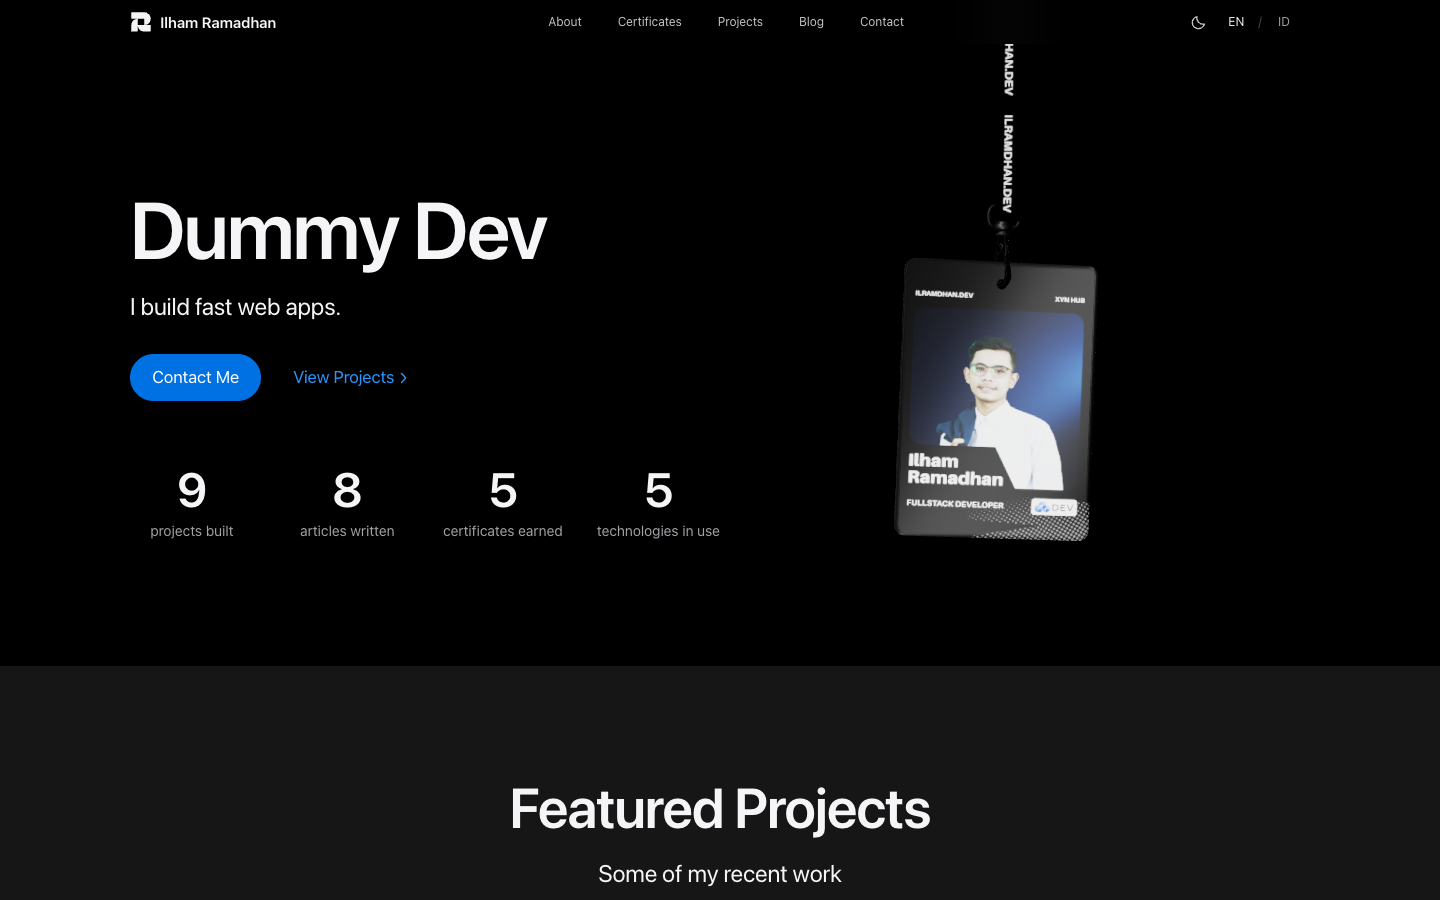 Ilham Ramadhan
About
Certificates
Projects
Blog
Contact
EN / ID
HAN.DEV
ILRAMDHAN.DEV
Dummy Dev
I build fast web apps.
Contact Me
View Projects
9
projects built
8
articles written
5
certificates earned
5
technologies in use
ILRAMDHAN.DEV
XYN HUB
Ilham
Ramadhan
FULLSTACK DEVELOPER
DEV
Featured Projects
Some of my recent work